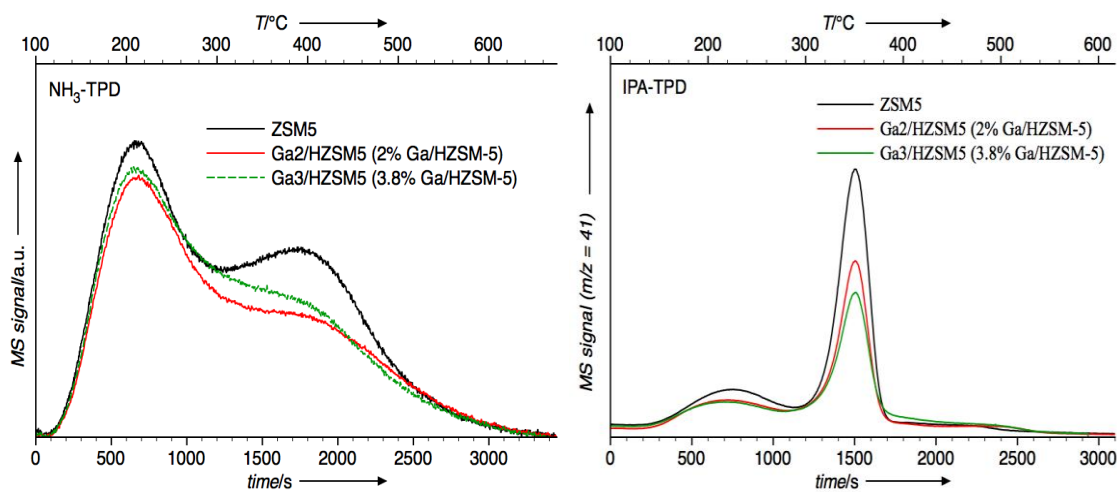 T/°C
100 200 300 400 500 600
NH3-TPD
ZSM5
Ga2/HZSM5 (2% Ga/HZSM-5)
Ga3/HZSM5 (3.8% Ga/HZSM-5)
MS signal/a.u.
0 500 1000 1500 2000 2500 3000
time/s
T/°C
100 200 300 400 500 600
IPA-TPD
ZSM5
Ga2/HZSM5 (2% Ga/HZSM-5)
Ga3/HZSM5 (3.8% Ga/HZSM-5)
MS signal (m/z = 41)
0 500 1000 1500 2000 2500 3000
time/s